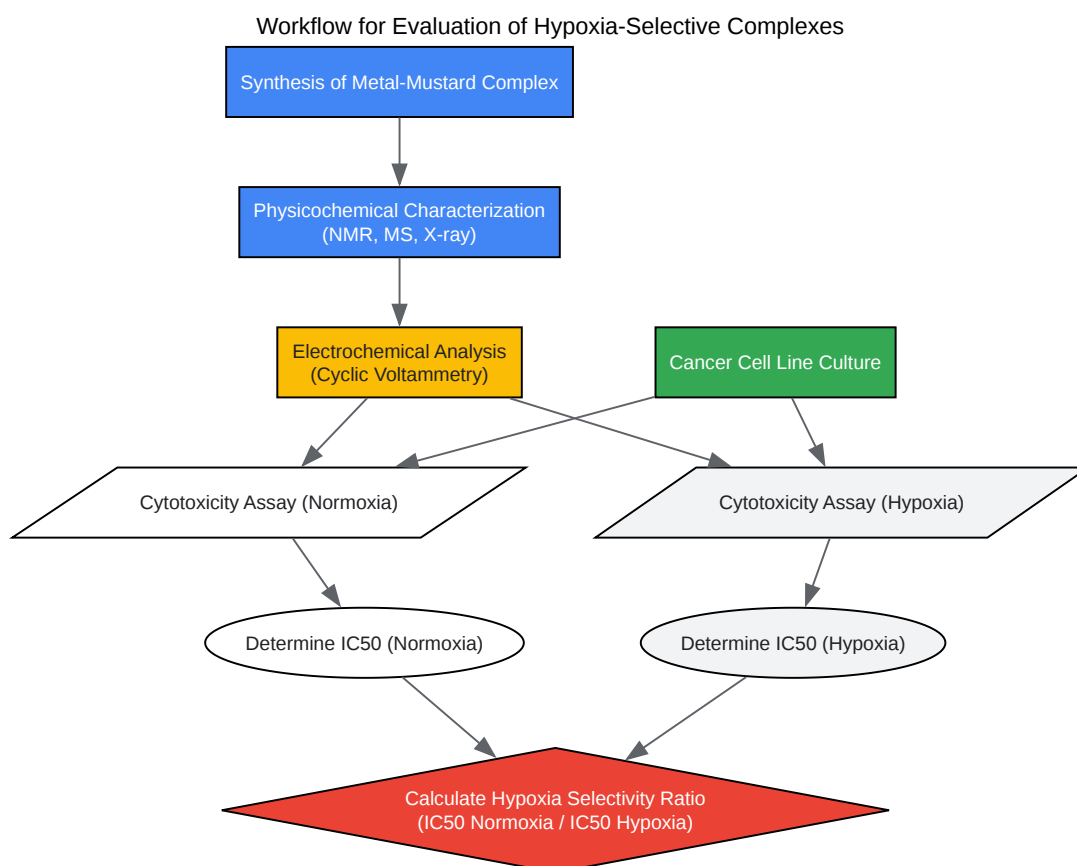 Workflow for Evaluation of Hypoxia-Selective Complexes
Synthesis of Metal-Mustard Complex
Physicochemical Characterization
(NMR, MS, X-ray)
Electrochemical Analysis
(Cyclic Voltammetry)
Cancer Cell Line Culture
Cytotoxicity Assay (Normoxia)
Cytotoxicity Assay (Hypoxia)
Determine IC50 (Normoxia)
Determine IC50 (Hypoxia)
Calculate Hypoxia Selectivity Ratio
(IC50 Normoxia / IC50 Hypoxia)